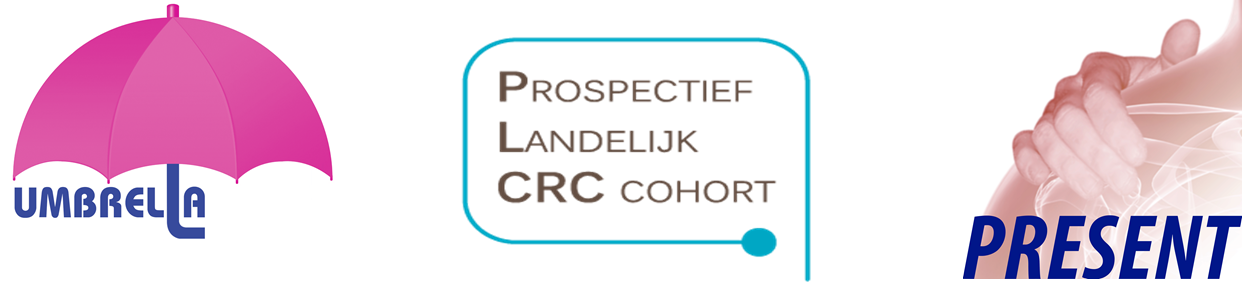 UMBRELLA
PROSPECTIEF
LANDELIJK
CRC COHORT
PRESENT